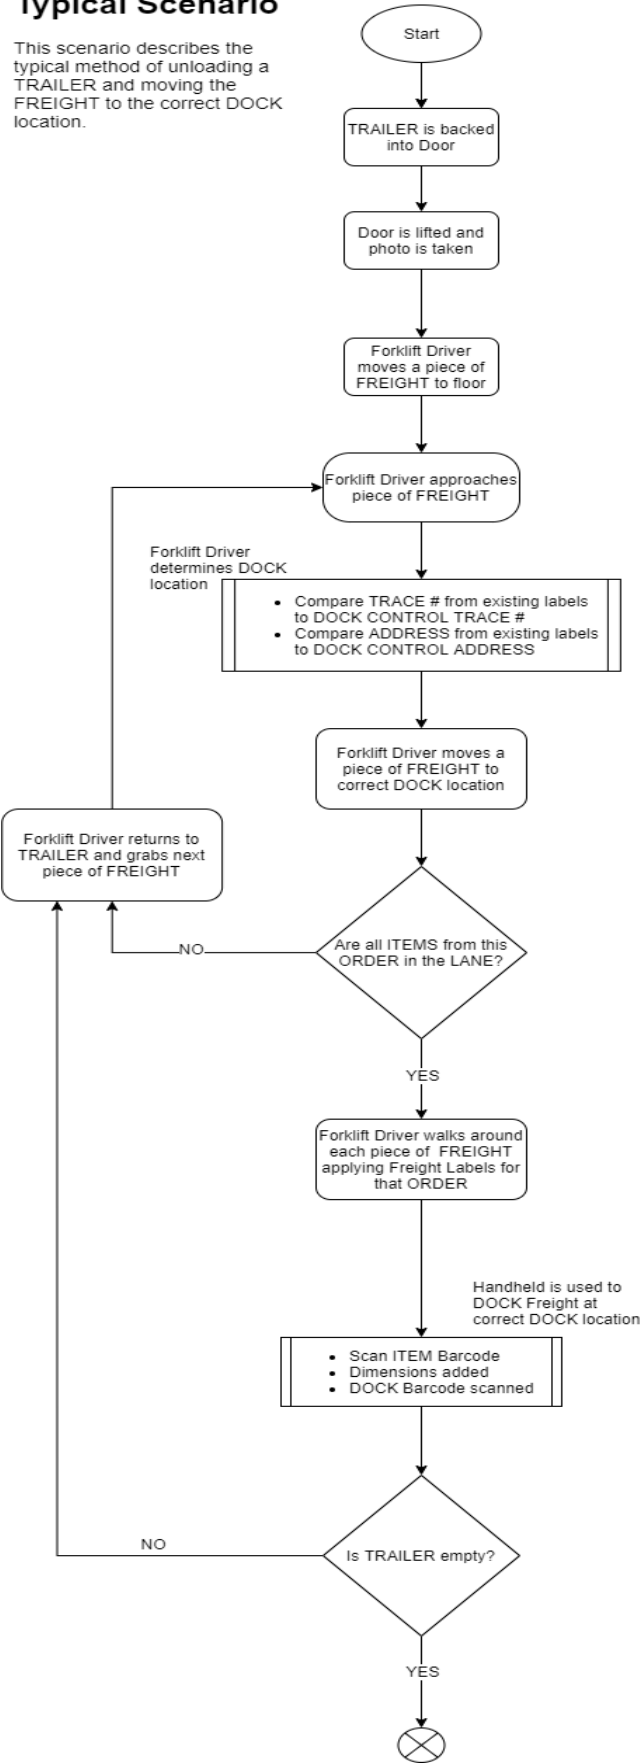 Typical Scenario
This scenario describes the
typical method of unloading a
TRAILER and moving the
FREIGHT to the correct DOCK
location.
Start
TRAILER is backed
into Door
Door is lifted and
photo is taken
Forklift Driver
moves a piece of
FREIGHT to floor
Forklift Driver approaches
piece of FREIGHT
Forklift Driver
determines DOCK
location
• Compare TRACE # from existing labels
to DOCK CONTROL TRACE #
• Compare ADDRESS from existing labels
to DOCK CONTROL ADDRESS
Forklift Driver moves a
piece of FREIGHT to
correct DOCK location
Forklift Driver returns to
TRAILER and grabs next
piece of FREIGHT
Are all ITEMS from this
ORDER in the LANE?
NO
YES
Forklift Driver walks around
each piece of FREIGHT
applying Freight Labels for
that ORDER
Handheld is used to
DOCK Freight at
correct DOCK location
• Scan ITEM Barcode
• Dimensions added
• DOCK Barcode scanned
Is TRAILER empty?
NO
YES